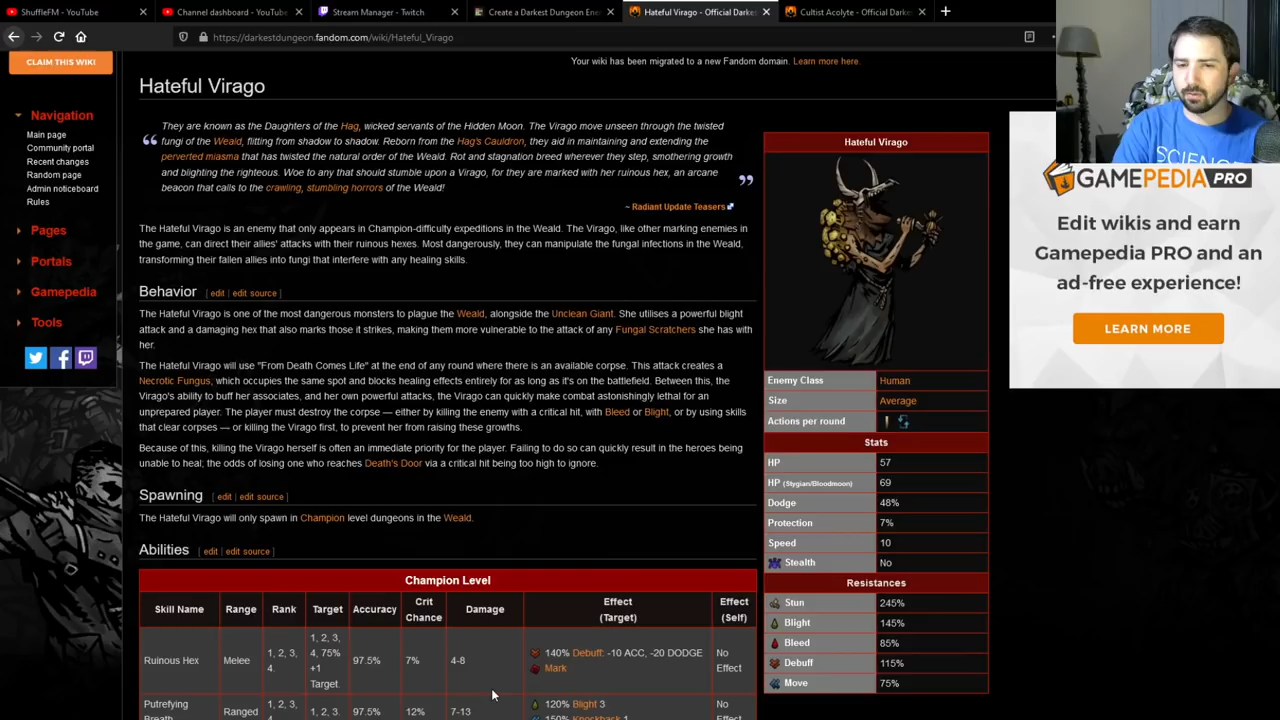 ShuffleFM - YouTube
Channel dashboard - YouTube
Stream Manager - Twitch
Create a Darkest Dungeon Ene
Hateful Virago - Official Darkes
Cultist Acolyte - Official Darke
https://darkestdungeon.fandom.com/wiki/Hateful_Virago
CLAIM THIS WIKI
Your wiki has been migrated to a new Fandom domain. Learn more here.
Navigation
Main page
Community portal
Recent changes
Random page
Admin noticeboard
Rules
Pages
Portals
Gamepedia
Tools
Hateful Virago
They are known as the Daughters of the Hag, wicked servants of the Hidden Moon. The Virago move unseen through the twisted
fungi of the Weald, flitting from shadow to shadow. Reborn from the Hag's Cauldron, they aid in maintaining and extending the
perverted miasma that has twisted the natural order of the Weald. Rot and stagnation breed wherever they step, smothering growth
and blighting the righteous. Woe to any that should stumble upon a Virago, for they are marked with her ruinous hex, an arcane
beacon that calls to the crawling, stumbling horrors of the Weald!
~ Radiant Update Teasers
The Hateful Virago is an enemy that only appears in Champion-difficulty expeditions in the Weald. The Virago, like other marking enemies in
the game, can direct their allies' attacks with their ruinous hexes. Most dangerously, they can manipulate the fungal infections in the Weald,
transforming their fallen allies into fungi that interfere with any healing skills.
Behavior [ edit | edit source ]
The Hateful Virago is one of the most dangerous monsters to plague the Weald, alongside the Unclean Giant. She utilises a powerful blight
attack and a damaging hex that also marks those it strikes, making them more vulnerable to the attack of any Fungal Scratchers she has with
her.
The Hateful Virago will use "From Death Comes Life" at the end of any round where there is an available corpse. This attack creates a
Necrotic Fungus, which occupies the same spot and blocks healing effects entirely for as long as it's on the battlefield. Between this, the
Virago's ability to buff her associates, and her own powerful attacks, the Virago can quickly make combat astonishingly lethal for an
unprepared player. The player must destroy the corpse — either by killing the enemy with a critical hit, with Bleed or Blight, or by using skills
that clear corpses — or killing the Virago first, to prevent her from raising these growths.
Because of this, killing the Virago herself is often an immediate priority for the player. Failing to do so can quickly result in the heroes being
unable to heal; the odds of losing one who reaches Death's Door via a critical hit being too high to ignore.
Spawning [ edit | edit source ]
The Hateful Virago will only spawn in Champion level dungeons in the Weald.
Abilities [ edit | edit source ]
Champion Level
Skill Name Range Rank Target Accuracy Crit Chance Damage Effect (Target) Effect (Self)
Ruinous Hex Melee 1, 2, 3, 4. 1, 2, 3, 4, 75% +1 Target. 97.5% 7% 4-8 140% Debuff: -10 ACC, -20 DODGE Mark No Effect
Putrefying Breath Ranged 1, 2, 3, 4. 1, 2, 3. 97.5% 12% 7-13 120% Blight 3 150% Knockback 1 No Effect
Hateful Virago
Enemy Class Human
Size Average
Actions per round
Stats
HP 57
HP (Stygian/Bloodmoon) 69
Dodge 48%
Protection 7%
Speed 10
Stealth No
Resistances
Stun 245%
Blight 145%
Bleed 85%
Debuff 115%
Move 75%
SCIENCE
GAMEPEDIA PRO
Edit wikis and earn
Gamepedia PRO and an
ad-free experience!
LEARN MORE